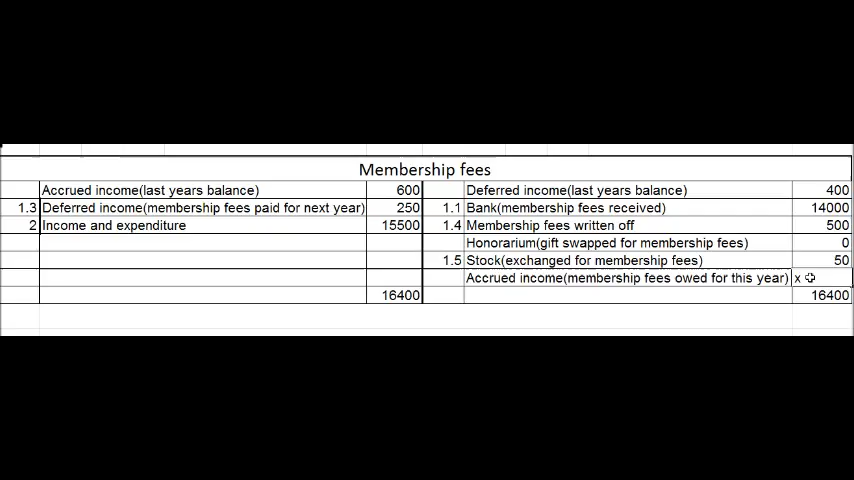 Membership fees
Accrued income(last years balance) 600 Deferred income(last years balance) 400
1.3 Deferred income(membership fees paid for next year) 250 1.1 Bank(membership fees received) 14000
2 Income and expenditure 15500 1.4 Membership fees written off 500
Honorarium(gift swapped for membership fees) 0
1.5 Stock(exchanged for membership fees) 50
Accrued income(membership fees owed for this year) x
16400 16400